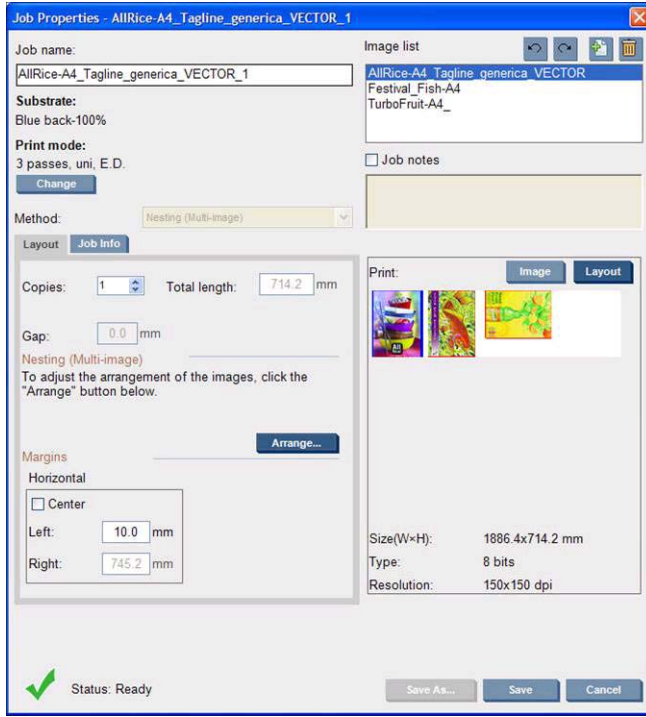 Job Properties - AllRice-A4_Tagline_generica_VECTOR_1
Job name:
AllRice-A4_Tagline_generica_VECTOR_1
Substrate:
Blue back-100%
Print mode:
3 passes, uni, E.D.
Change
Method:
Nesting (Multi-image)
Image list
AllRice-A4_Tagline_generica_VECTOR
Festival_Fish-A4
TurboFruit-A4_
Job notes
Layout
Job Info
Copies:
1
Total length:
714.2
mm
Gap:
0.0
mm
Nesting (Multi-image)
To adjust the arrangement of the images, click the
"Arrange" button below.
Arrange...
Margins
Horizontal
Center
Left:
10.0
mm
Right:
745.2
mm
Print:
Image
Layout
Size(W×H):
1886.4x714.2 mm
Type:
8 bits
Resolution:
150x150 dpi
Status: Ready
Save As...
Save
Cancel